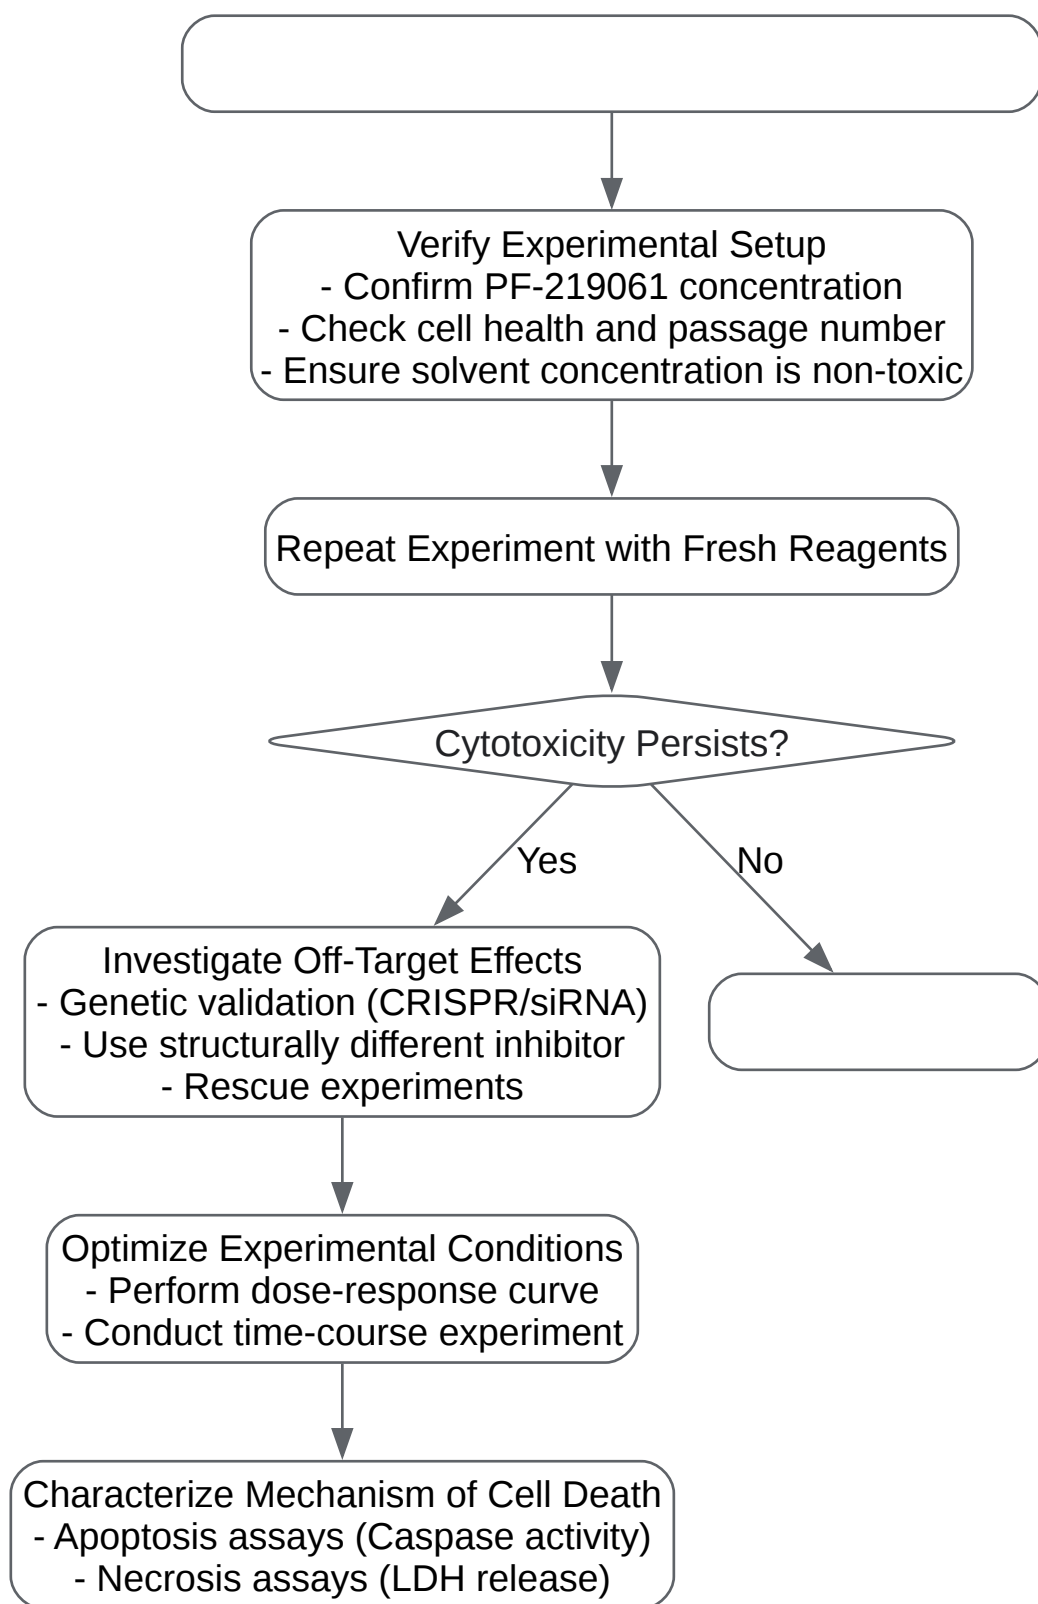 Verify Experimental Setup
- Confirm PF-219061 concentration
- Check cell health and passage number
- Ensure solvent concentration is non-toxic
Repeat Experiment with Fresh Reagents
Cytotoxicity Persists?
Yes
No
Investigate Off-Target Effects
- Genetic validation (CRISPR/siRNA)
- Use structurally different inhibitor
- Rescue experiments
Optimize Experimental Conditions
- Perform dose-response curve
- Conduct time-course experiment
Characterize Mechanism of Cell Death
- Apoptosis assays (Caspase activity)
- Necrosis assays (LDH release)